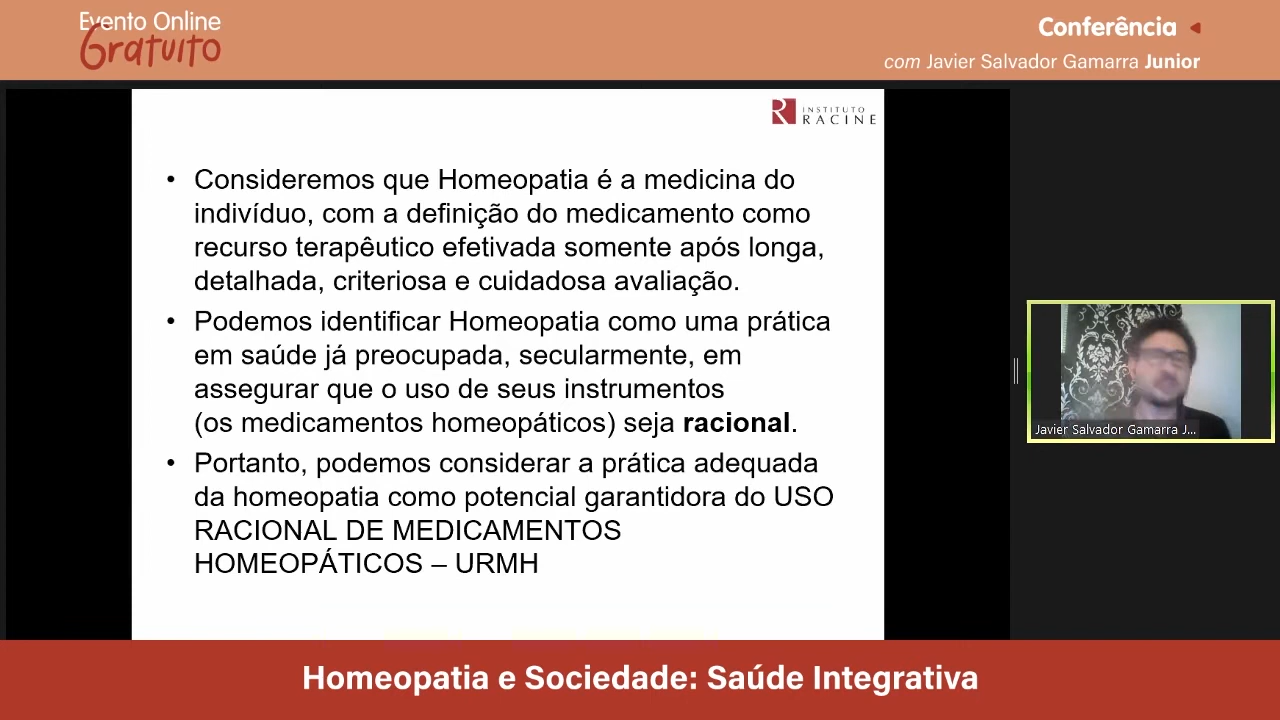 Evento Online
Gratuito
Conferência
com Javier Salvador Gamarra Junior
INSTITUTO
RACINE
• Consideremos que Homeopatia é a medicina do
indivíduo, com a definição do medicamento como
recurso terapêutico efetivada somente após longa,
detalhada, criteriosa e cuidadosa avaliação.
• Podemos identificar Homeopatia como uma prática
em saúde já preocupada, secularmente, em
assegurar que o uso de seus instrumentos
(os medicamentos homeopáticos) seja racional.
• Portanto, podemos considerar a prática adequada
da homeopatia como potencial garantidora do USO
RACIONAL DE MEDICAMENTOS
HOMEOPÁTICOS – URMH
Javier Salvador Gamarra J...
Homeopatia e Sociedade: Saúde Integrativa